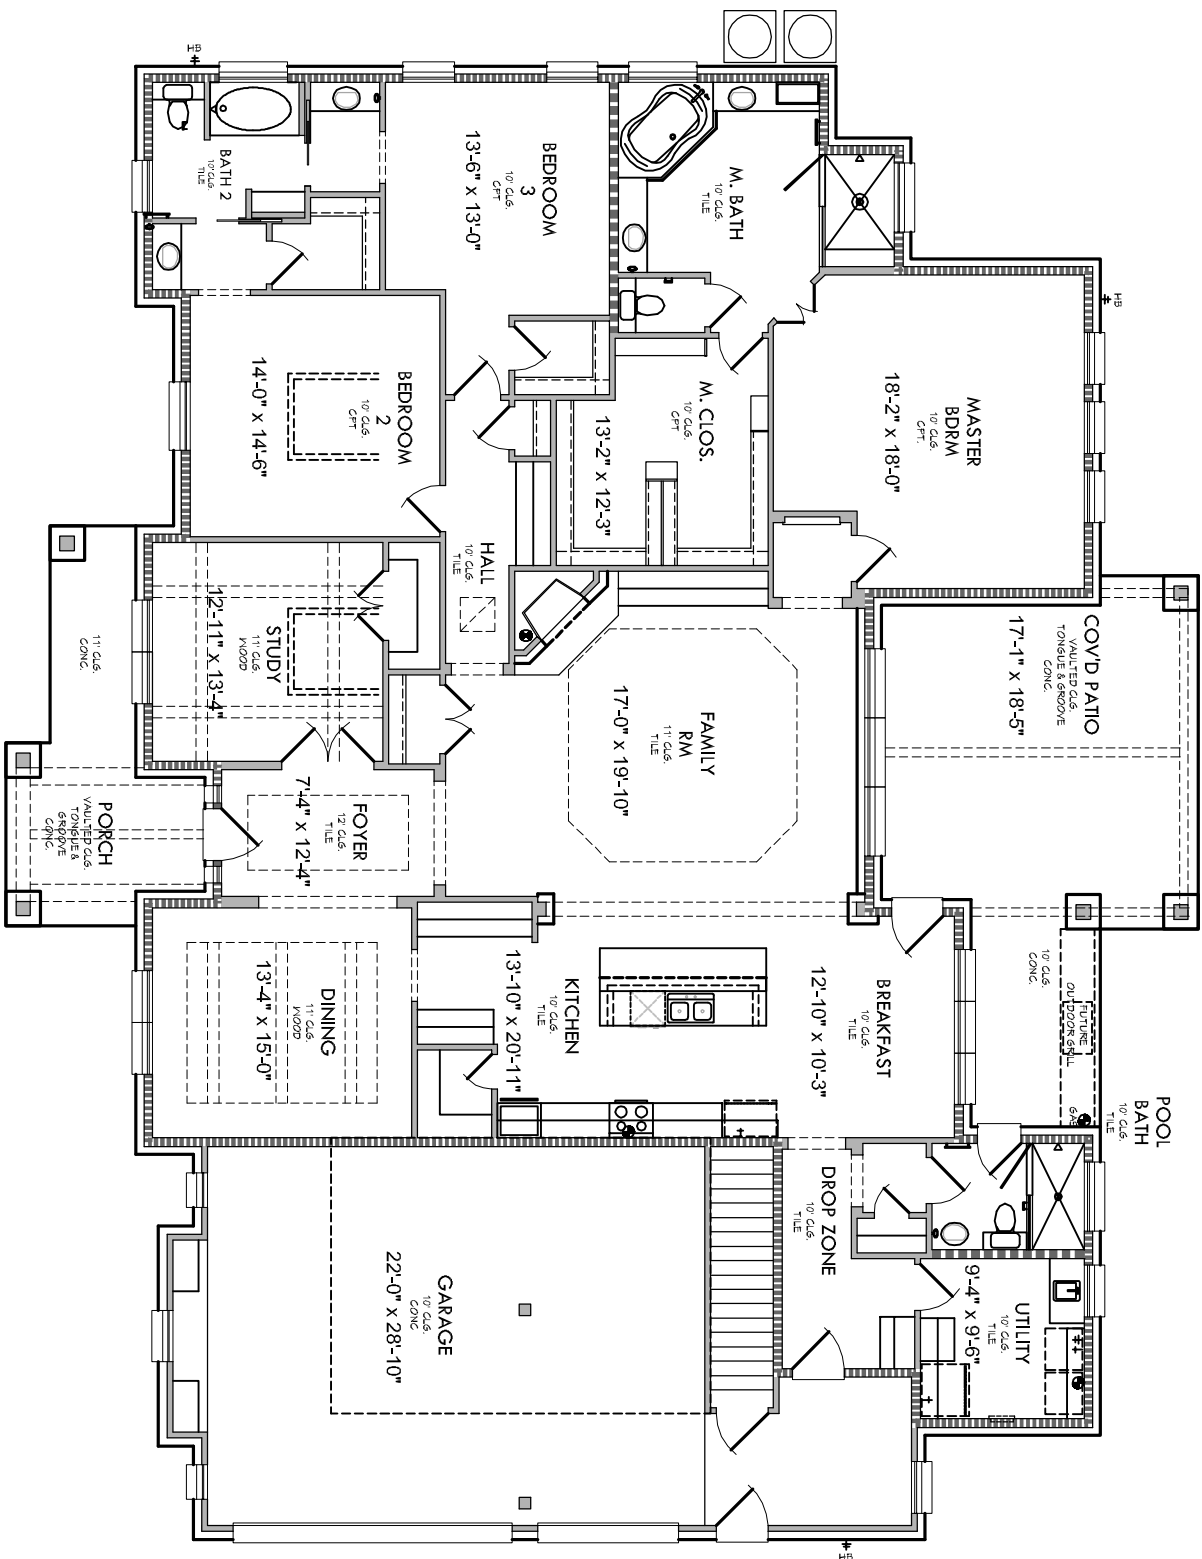 HB
BATH 2
10' CLG.
TILE
BEDROOM
3
10' CLG.
CPT
13'-6" x 13'-0"
M. BATH
10' CLG.
TILE
HB
BEDROOM
2
10' CLG.
CPT
14'-0" x 14'-6"
M. CLOS.
10' CLG.
CPT.
13'-2" x 12'-3"
MASTER
BDRM
10' CLG.
CPT.
18'-2" x 18'-0"
HALL
10' CLG.
TILE
STUDY
11' CLG.
WOOD
12'-11" x 13'-4"
11' CLG.
CONC.
FAMILY
RM
11' CLG.
TILE
17'-0" x 19'-10"
COV'D PATIO
VAULTED CLG.
TONGUE & GROOVE
CONC.
17'-1" x 18'-5"
PORCH
VAULTED CLG.
TONGUE &
GROOVE
CONC.
FOYER
12' CLG.
TILE
7'-4" x 12'-4"
DINING
11' CLG.
WOOD
13'-4" x 15'-0"
KITCHEN
10' CLG.
TILE
13'-10" x 20'-11"
BREAKFAST
10' CLG.
TILE
12'-10" x 10'-3"
10' CLG.
CONC.
FUTURE
OUTDOOR GRILL
GAS
POOL
BATH
10' CLG.
TILE
DROP ZONE
10' CLG.
TILE
UTILITY
10' CLG.
TILE
9'-4" x 9'-6"
GARAGE
10' CLG.
CONC
22'-0" x 28'-10"
HB